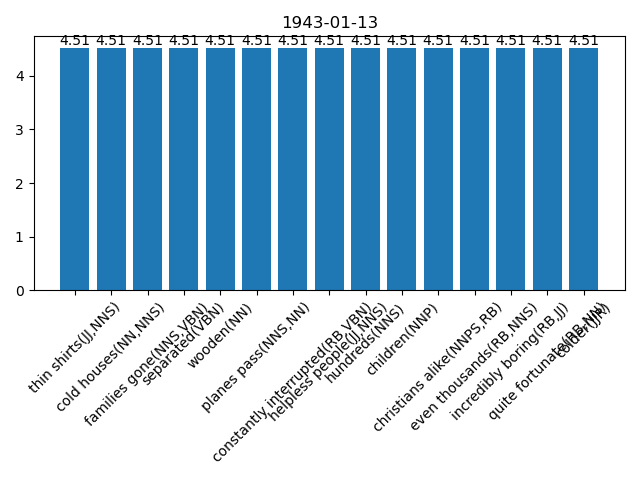 1943-01-13
4.51 4.51 4.51 4.51 4.51 4.51 4.51 4.51 4.51 4.51 4.51 4.51 4.51 4.51 4.51
4
3
2
1
0
thin shirts(JJ,NNS)
cold houses(NN,NNS)
families gone(NNS,VBN)
separated(VBN)
wooden(NN)
planes pass(NNS,NN)
constantly interrupted(RB,VBN)
helpless people(JJ,NNS)
hundreds(NNS)
children(NNP)
christians alike(NNPS,RB)
even thousands(RB,NNS)
incredibly boring(RB,JJ)
quite fortunate(RB,NN)
colder(JJR)